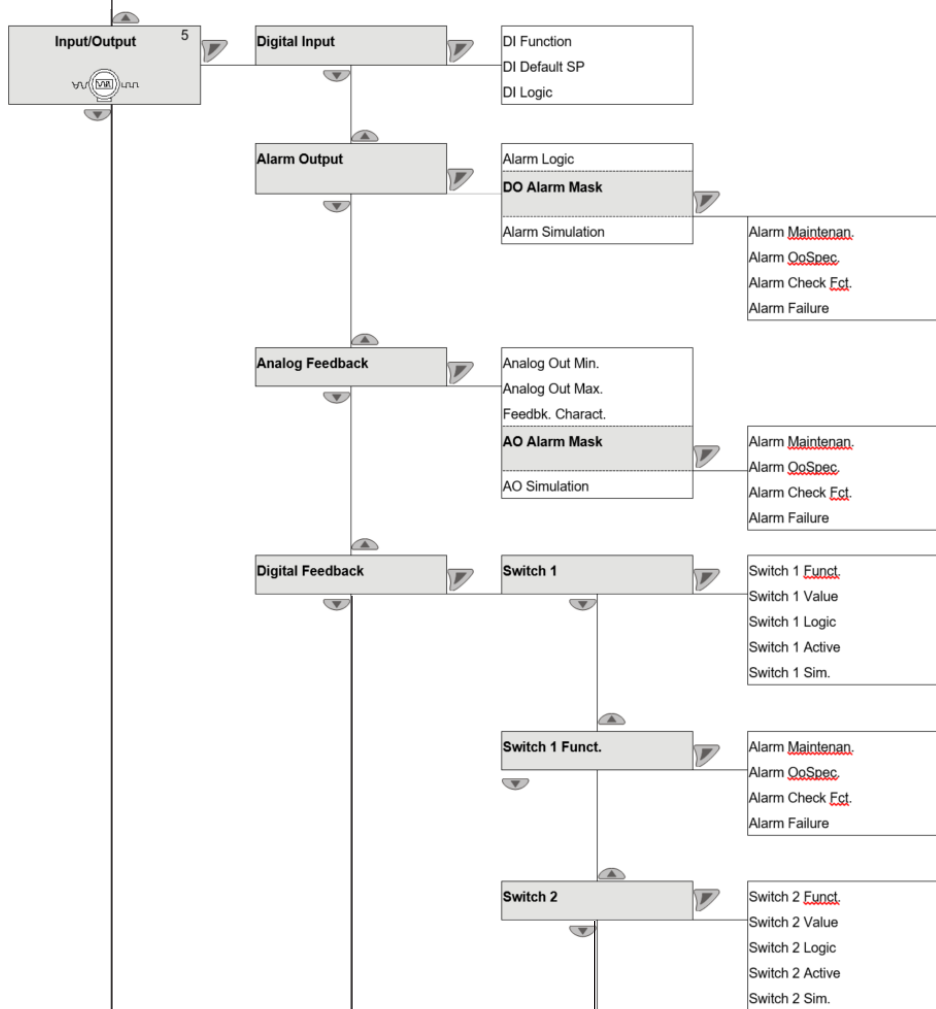 Input/Output 5
Digital Input
DI Function
DI Default SP
DI Logic
Alarm Output
Alarm Logic
DO Alarm Mask
Alarm Simulation
Alarm Maintenan.
Alarm OoSpec.
Alarm Check Fct.
Alarm Failure
Analog Feedback
Analog Out Min.
Analog Out Max.
Feedbk. Charact.
AO Alarm Mask
AO Simulation
Alarm Maintenan.
Alarm OoSpec.
Alarm Check Fct.
Alarm Failure
Digital Feedback
Switch 1
Switch 1 Funct.
Switch 1 Value
Switch 1 Logic
Switch 1 Active
Switch 1 Sim.
Switch 1 Funct.
Alarm Maintenan.
Alarm OoSpec.
Alarm Check Fct.
Alarm Failure
Switch 2
Switch 2 Funct.
Switch 2 Value
Switch 2 Logic
Switch 2 Active
Switch 2 Sim.